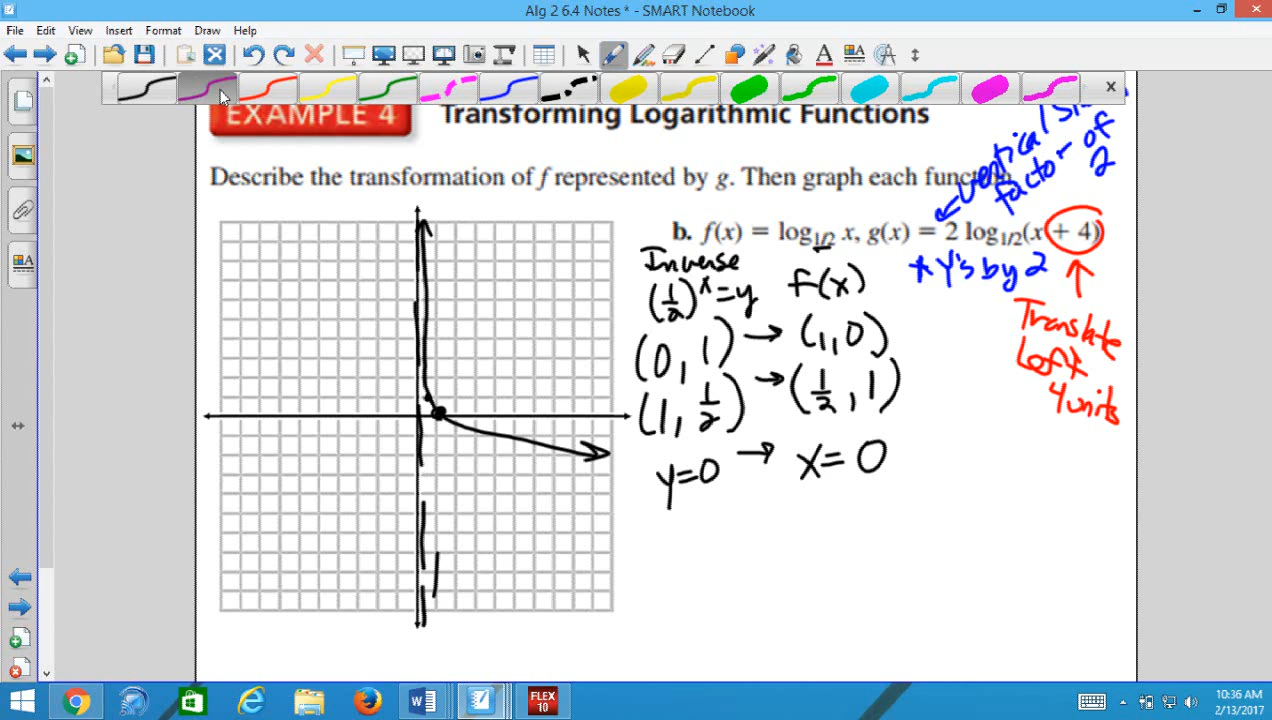 Alg 2 6.4 Notes * - SMART Notebook
File Edit View Insert Format Draw Help
EXAMPLE 4 Transforming Logarithmic Functions
Describe the transformation of f represented by g. Then graph each
b. f(x) = log1/2 x, g(x) = 2 log1/2(x + 4)
vertical
factor of
2
* Y's by 2
Translate
Left
4 units
Inverse
(1/2)^x = y f(x)
(0, 1) → (1, 0)
(1, 1/2) → (1/2, 1)
y=0 → x=0
FLEX
10
10:36 AM
2/13/2017